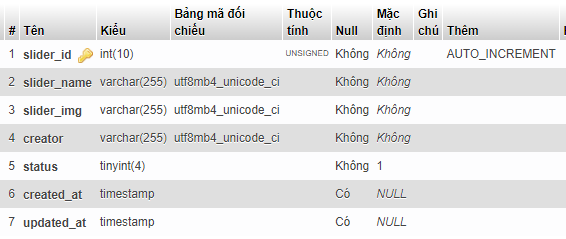 # Tên Kiểu Bảng mã đối chiếu Thuộc tính Null Mặc định Ghi chú Thêm
1 slider_id int(10) UNSIGNED Không Không AUTO_INCREMENT
2 slider_name varchar(255) utf8mb4_unicode_ci Không Không
3 slider_img varchar(255) utf8mb4_unicode_ci Không Không
4 creator varchar(255) utf8mb4_unicode_ci Không Không
5 status tinyint(4) Không 1
6 created_at timestamp Có NULL
7 updated_at timestamp Có NULL